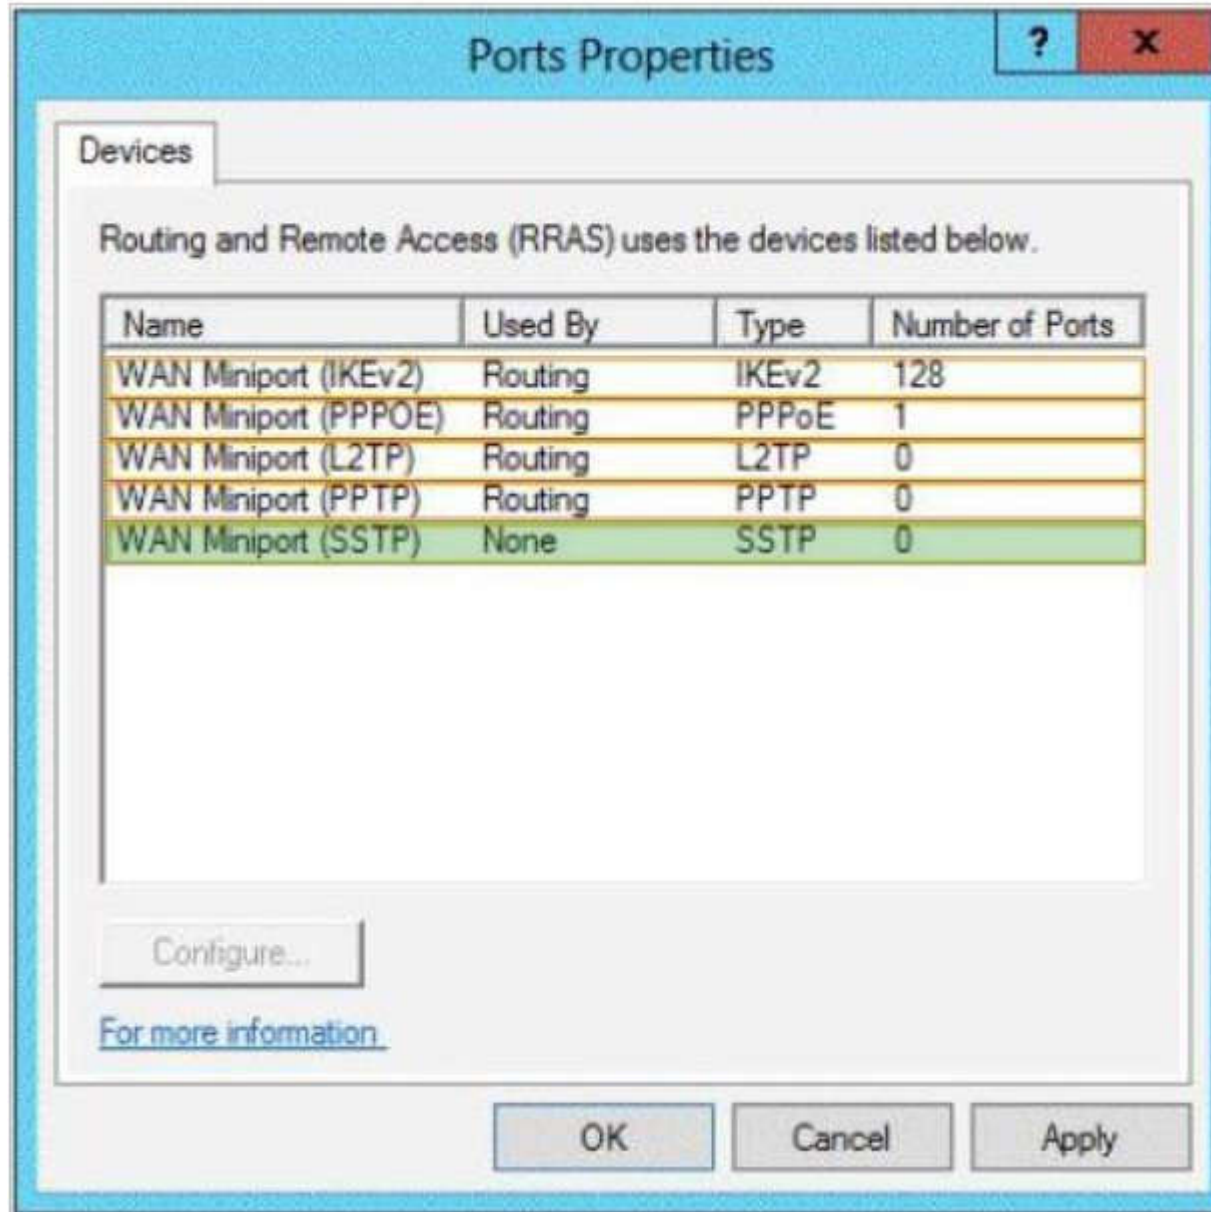 Ports Properties
? x
Devices
Routing and Remote Access (RRAS) uses the devices listed below.
Name Used By Type Number of Ports
WAN Miniport (IKEv2) Routing IKEv2 128
WAN Miniport (PPPOE) Routing PPPoE 1
WAN Miniport (L2TP) Routing L2TP 0
WAN Miniport (PPTP) Routing PPTP 0
WAN Miniport (SSTP) None SSTP 0
Configure...
For more information
OK Cancel Apply